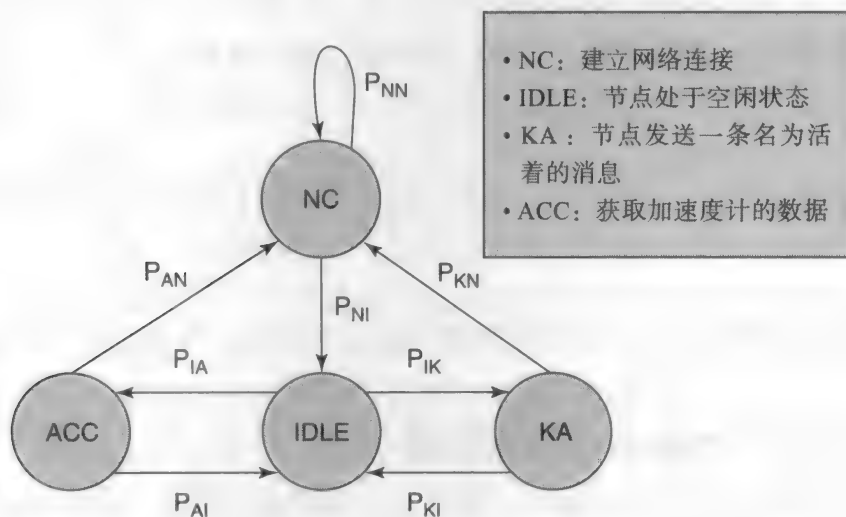 P_NN
• NC：建立网络连接
• IDLE：节点处于空闲状态
• KA：节点发送一条名为活
着的消息
• ACC：获取加速度计的数据
NC
P_AN
P_KN
P_NI
P_IA
P_IK
ACC
IDLE
KA
P_AI
P_KI